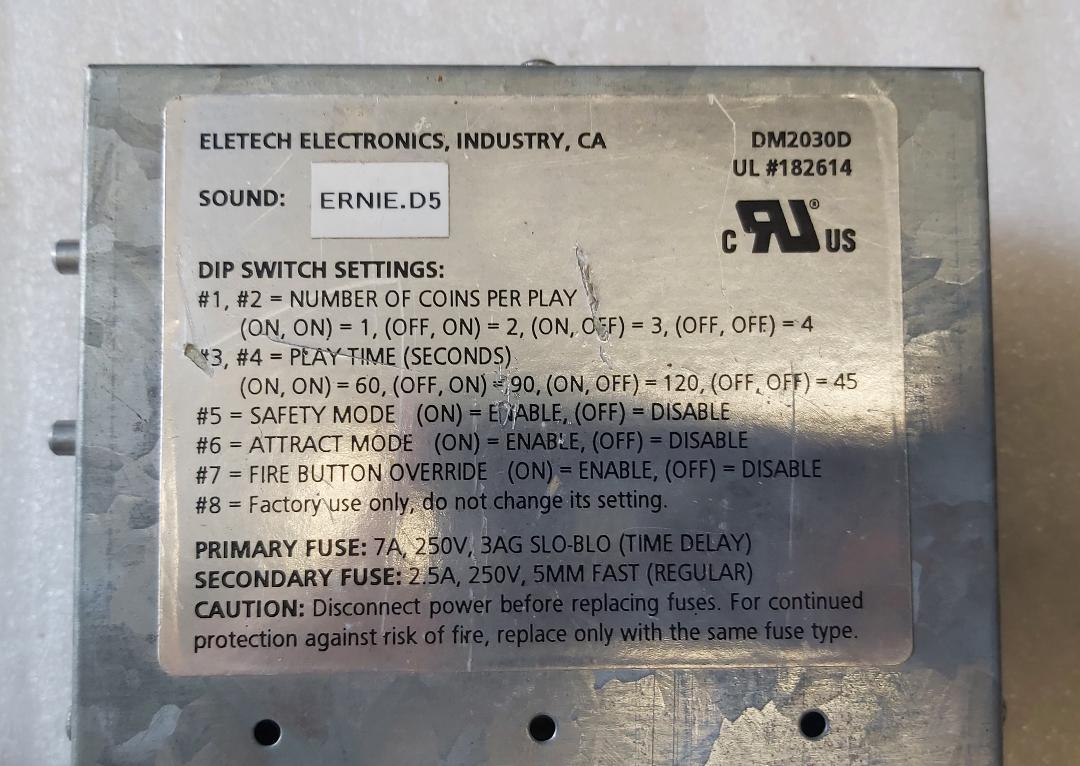 ELETECH ELECTRONICS, INDUSTRY, CA
DM2030D
UL #182614
SOUND: ERNIE.D5
C RU ® US
DIP SWITCH SETTINGS:
#1, #2 = NUMBER OF COINS PER PLAY
(ON, ON) = 1, (OFF, ON) = 2, (ON, OFF) = 3, (OFF, OFF) = 4
#3, #4 = PLAY TIME (SECONDS)
(ON, ON) = 60, (OFF, ON) = 90, (ON, OFF) = 120, (OFF, OFF) = 45
#5 = SAFETY MODE (ON) = ENABLE, (OFF) = DISABLE
#6 = ATTRACT MODE (ON) = ENABLE, (OFF) = DISABLE
#7 = FIRE BUTTON OVERRIDE (ON) = ENABLE, (OFF) = DISABLE
#8 = Factory use only, do not change its setting.
PRIMARY FUSE: 7A, 250V, 3AG SLO-BLO (TIME DELAY)
SECONDARY FUSE: 2.5A, 250V, 5MM FAST (REGULAR)
CAUTION: Disconnect power before replacing fuses. For continued
protection against risk of fire, replace only with the same fuse type.